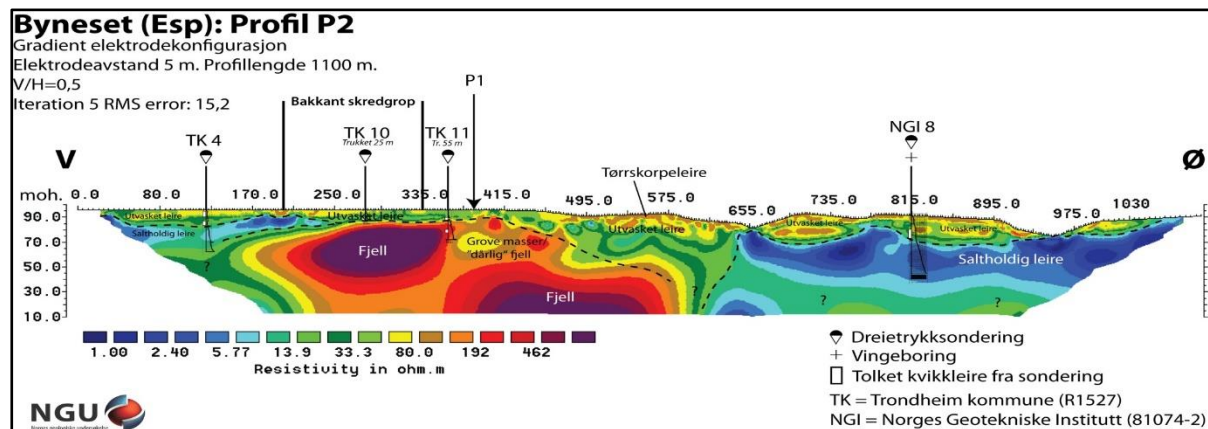 Byneset (Esp): Profil P2
Gradient elektrodekonfigurasjon
Elektrodeavstand 5 m. Profillengde 1100 m.
V/H=0,5
Iteration 5 RMS error: 15,2
Bakkant skredgrop
P1
TK 4
TK 10
Trukket 25 m
TK 11
Tr. 55 m
NGI 8
V
Ø
Tørrskorpeleire
moh. 0.0 80.0 170.0 250.0 335.0 415.0 495.0 575.0 655.0 735.0 815.0 895.0 975.0 1030
90.0
70.0
50.0
30.0
10.0
Utvasket leire
Saltholdig leire
?
Utvasket leire
Fjell
Grove masser/
"dårlig" fjell
Fjell
Utvasket leire
?
Utvasket leire
Utvasket leire
Saltholdig leire
?
?
1.00 2.40 5.77 13.9 33.3 80.0 192 462
Resistivity in ohm.m
Dreietrykksondering
Vingeboring
Tolket kvikkleire fra sondering
TK = Trondheim kommune (R1527)
NGI = Norges Geotekniske Institutt (81074-2)
NGU